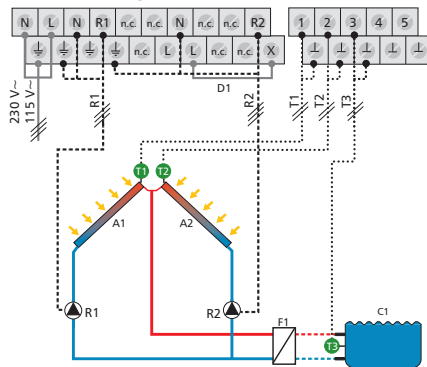 N L N R1 n.c. n.c. N n.c. n.c. R2
n.c. L L n.c. n.c. X
1 2 3 4 5
D1
230 V~
115 V~
R1
R2
T1
T2
T3
T1 T2
A1 A2
R1 R2
F1
C1
T3